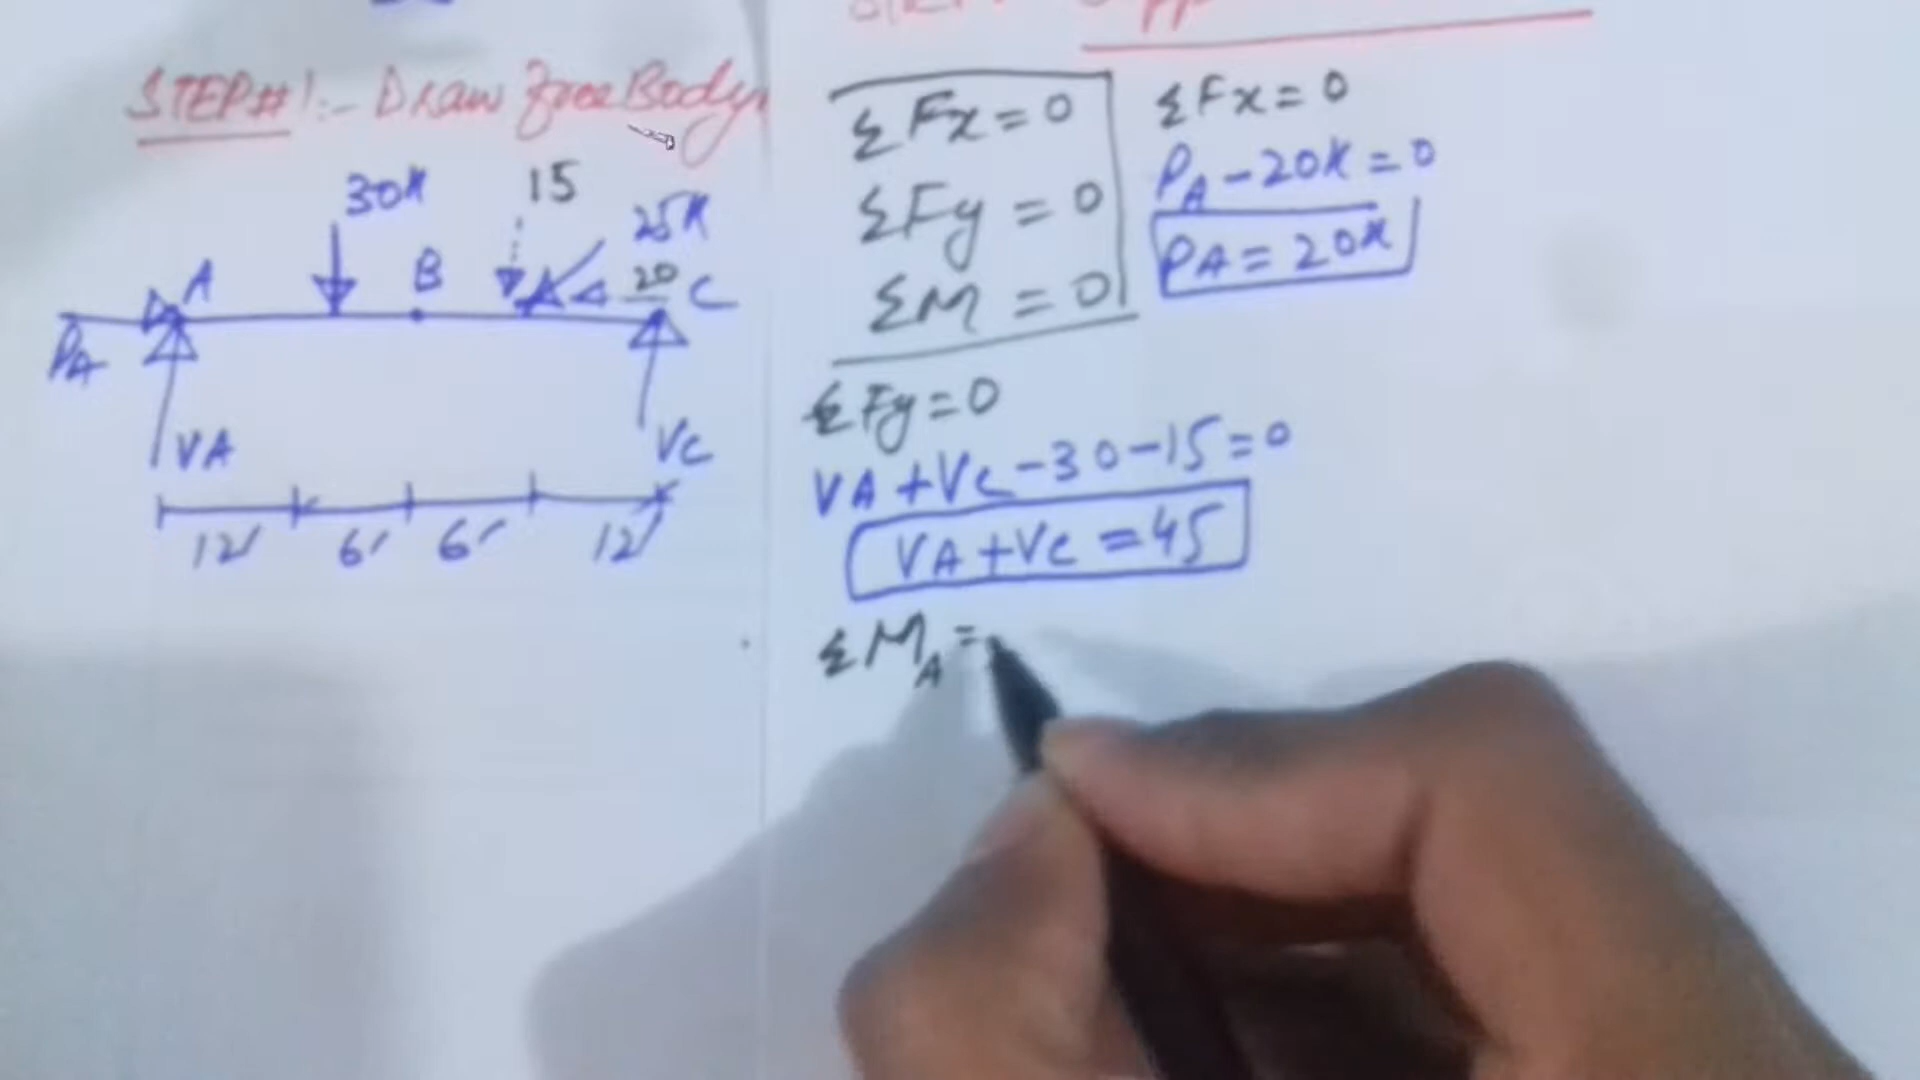 STEP#1:- Draw Free Body
30K
15
25K
20
A
B
C
PA
VA
VC
12' 6' 6' 12'
ΣFx=0
ΣFy=0
ΣM=0
ΣFx=0
PA-20K=0
PA=20K
ΣFy=0
VA+VC-30-15=0
VA+VC=45
ΣMA=